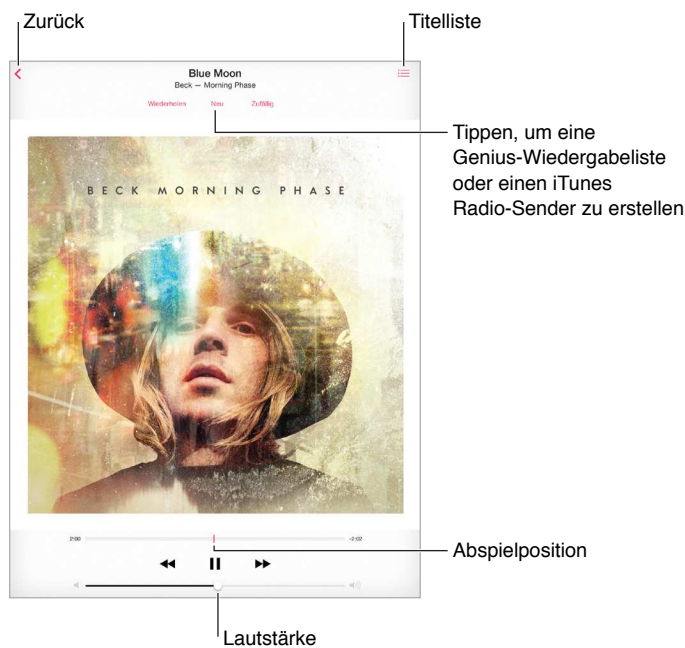 Zurück
Titelliste
Blue Moon
Beck — Morning Phase
Wiederholen Neu Zufällig
Tippen, um eine
Genius-Wiedergabeliste
oder einen iTunes
Radio-Sender zu erstellen
BECK MORNING PHASE
2:00 -2:02
Abspielposition
Lautstärke